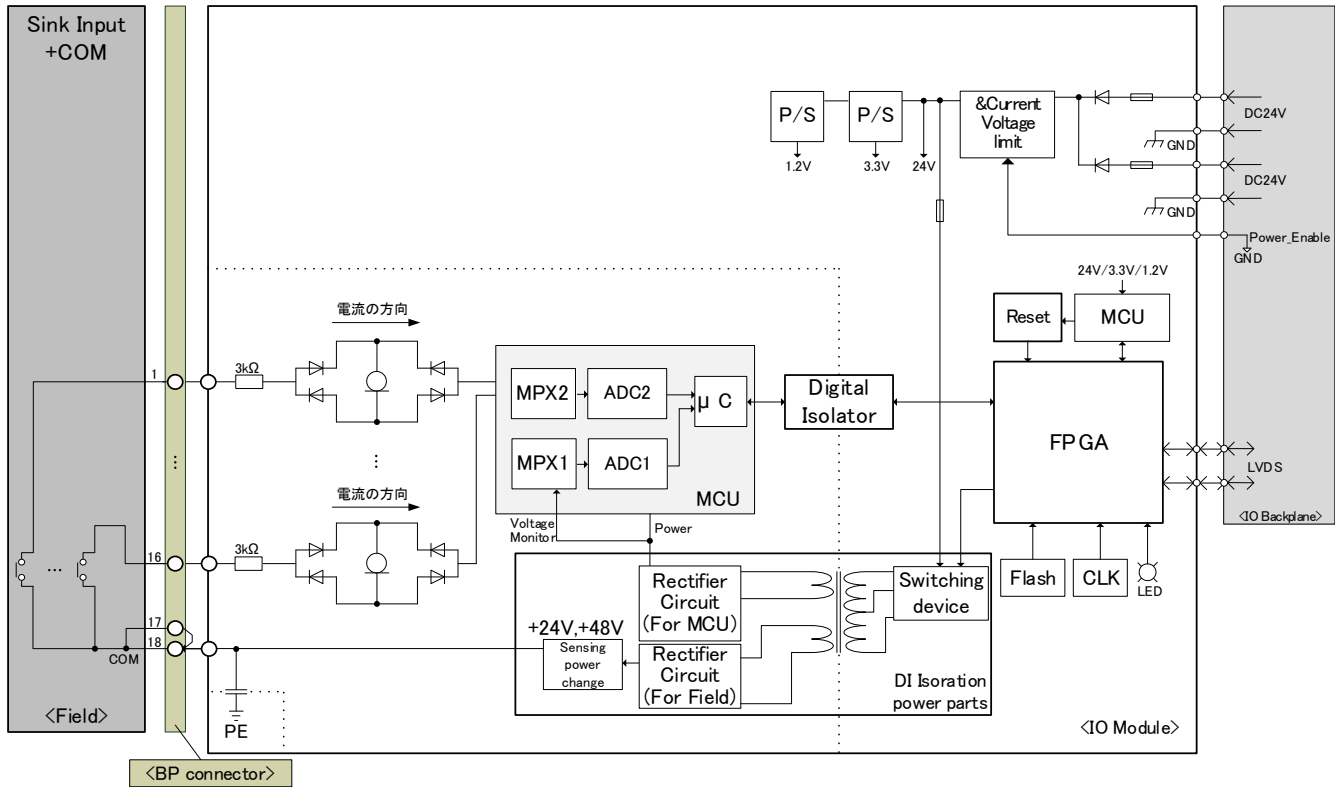 Sink Input
+COM
P/S
P/S
&Current
Voltage
limit
1.2V
3.3V
24V
DC24V
GND
DC24V
GND
Power_Enable
GND
24V/3.3V/1.2V
Reset
MCU
電流の方向
1
3kΩ
MPX2
ADC2
μC
Digital
Isolator
MPX1
ADC1
MCU
FPGA
LVDS
<IO Backplane>
⋮
⋮
電流の方向
Voltage
Monitor
Power
16
3kΩ
...
Rectifier
Circuit
(For MCU)
Switching
device
Flash
CLK
LED
17
18
COM
+24V,+48V
Sensing
power
change
Rectifier
Circuit
(For Field)
DI Isoration
power parts
PE
<Field>
<IO Module>
<BP connector>